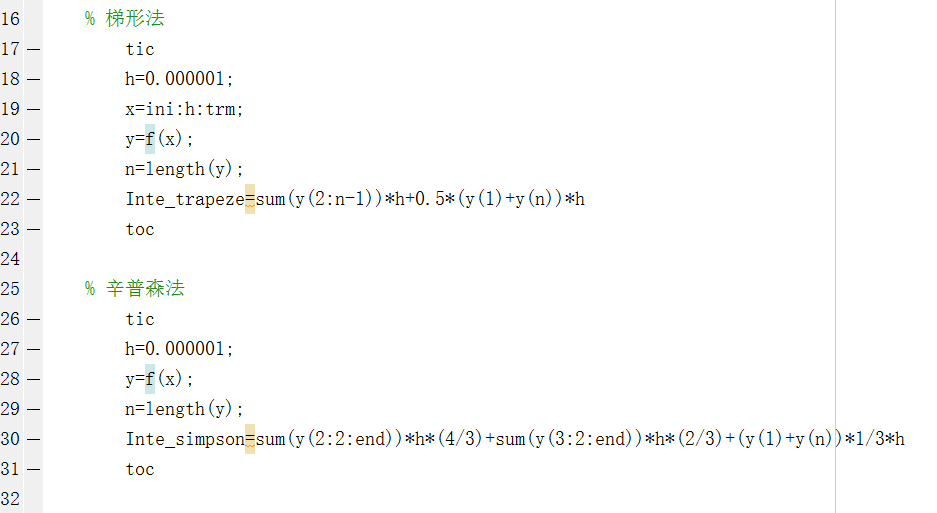 16 % 梯形法
17 — tic
18 — h=0.000001;
19 — x=ini:h:trm;
20 — y=f(x);
21 — n=length(y);
22 — Inte_trapeze=sum(y(2:n-1))*h+0.5*(y(1)+y(n))*h
23 — toc
24
25 % 辛普森法
26 — tic
27 — h=0.000001;
28 — y=f(x);
29 — n=length(y);
30 — Inte_simpson=sum(y(2:2:end))*h*(4/3)+sum(y(3:2:end))*h*(2/3)+(y(1)+y(n))*1/3*h
31 — toc
32